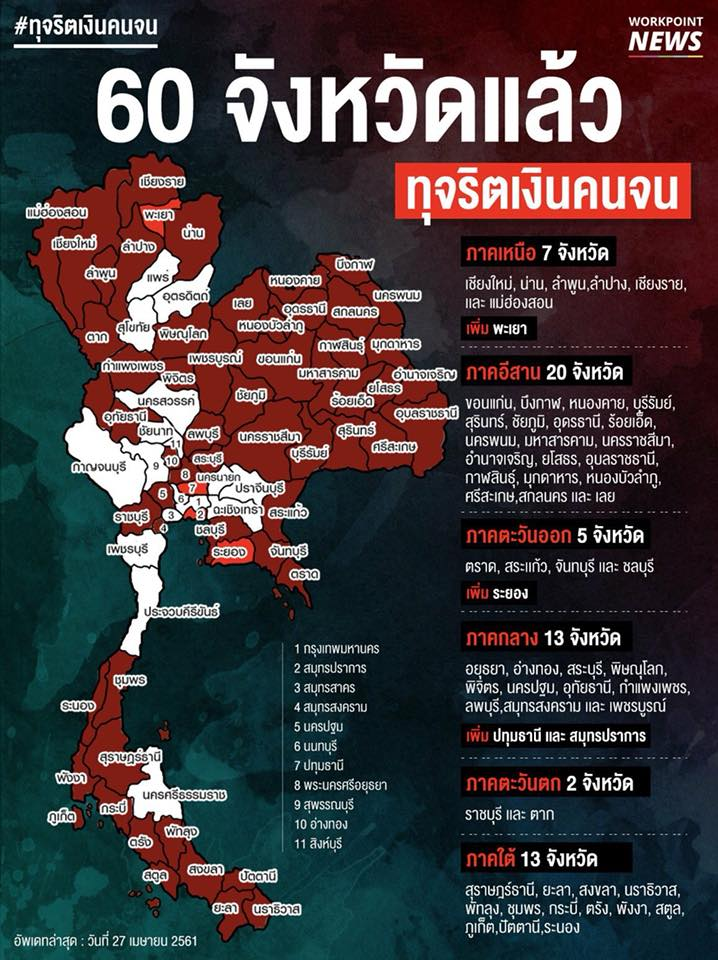 #ทุจริตเงินคนจน
WORKPOINT
NEWS
60 จังหวัดแล้ว
ทุจริตเงินคนจน
เชียงราย
แม่ฮ่องสอน
พะเยา
เชียงใหม่
ลำปาง
น่าน
ลำพูน
แพร่
อุตรดิตถ์
สุโขทัย
ตาก
พิษณุโลก
กำแพงเพชร
พิจิตร
เพชรบูรณ์
บึงกาฬ
หนองคาย
นครพนม
เลย
อุดรธานี
สกลนคร
หนองบัวลำภู
กาฬสินธุ์
มุกดาหาร
ขอนแก่น
มหาสารคาม
อำนาจเจริญ
ยโสธร
ชัยภูมิ
ร้อยเอ็ด
อุบลราชธานี
นครสวรรค์
อุทัยธานี
ชัยนาท
ลพบุรี
นครราชสีมา
สุรินทร์
บุรีรัมย์
ศรีสะเกษ
11
9
10
สระบุรี
กาญจนบุรี
8
นครนายก
7
ปราจีนบุรี
5
6
1
ฉะเชิงเทรา
สระแก้ว
ราชบุรี
3
2
4
ชลบุรี
เพชรบุรี
ระยอง
จันทบุรี
ตราด
ประจวบคีรีขันธ์
ชุมพร
ระนอง
สุราษฎร์ธานี
พังงา
นครศรีธรรมราช
ภูเก็ต
กระบี่
พัทลุง
ตรัง
สตูล
สงขลา
ปัตตานี
ยะลา
นราธิวาส
1 กรุงเทพมหานคร
2 สมุทรปราการ
3 สมุทรสาคร
4 สมุทรสงคราม
5 นครปฐม
6 นนทบุรี
7 ปทุมธานี
8 พระนครศรีอยุธยา
9 สุพรรณบุรี
10 อ่างทอง
11 สิงห์บุรี
ภาคเหนือ 7 จังหวัด
เชียงใหม่, น่าน, ลำพูน,ลำปาง, เชียงราย,
และ แม่ฮ่องสอน
เพิ่ม พะเยา
ภาคอีสาน 20 จังหวัด
ขอนแก่น, บึงกาฬ, หนองคาย, บุรีรัมย์,
สุรินทร์, ชัยภูมิ, อุดรธานี, ร้อยเอ็ด,
นครพนม, มหาสารคาม, นครราชสีมา,
อำนาจเจริญ, ยโสธร, อุบลราชธานี,
กาฬสินธุ์, มุกดาหาร, หนองบัวลำภู,
ศรีสะเกษ,สกลนคร และ เลย
ภาคตะวันออก 5 จังหวัด
ตราด, สระแก้ว, จันทบุรี และ ชลบุรี
เพิ่ม ระยอง
ภาคกลาง 13 จังหวัด
อยุธยา, อ่างทอง, สระบุรี, พิษณุโลก,
พิจิตร, นครปฐม, อุทัยธานี, กำแพงเพชร,
ลพบุรี,สมุทรสงคราม และ เพชรบูรณ์
เพิ่ม ปทุมธานี และ สมุทรปราการ
ภาคตะวันตก 2 จังหวัด
ราชบุรี และ ตาก
ภาคใต้ 13 จังหวัด
สุราษฎร์ธานี, ยะลา, สงขลา, นราธิวาส,
พัทลุง, ชุมพร, กระบี่, ตรัง, พังงา, สตูล,
ภูเก็ต,ปัตตานี,ระนอง
อัพเดทล่าสุด : วันที่ 27 เมษายน 2561